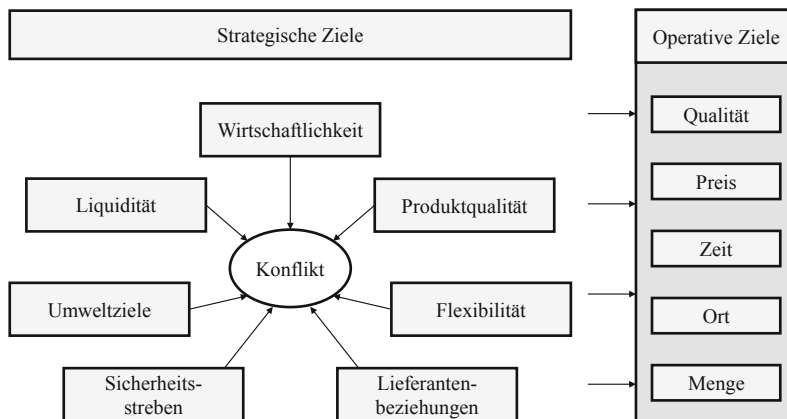 Strategische Ziele
Operative Ziele
Wirtschaftlichkeit
Liquidität
Produktqualität
Konflikt
Umweltziele
Flexibilität
Sicherheits-
streben
Lieferanten-
beziehungen
Qualität
Preis
Zeit
Ort
Menge